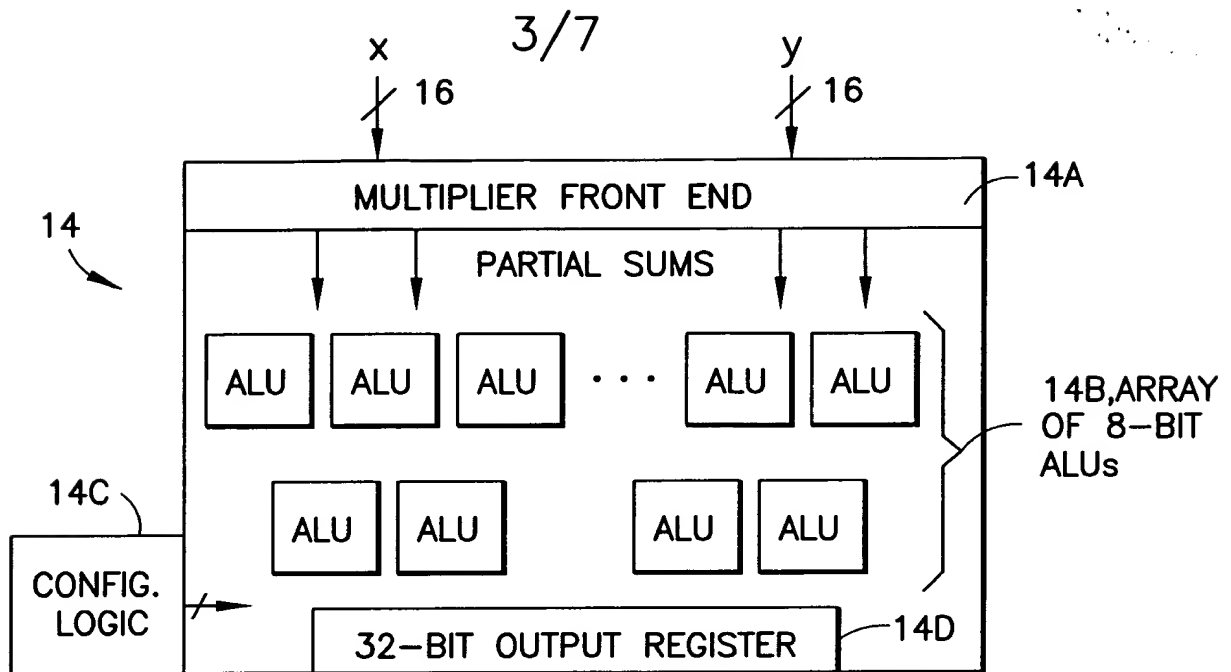 3/7
x y
16 16
MULTIPLIER FRONT END
14A
14
PARTIAL SUMS
ALU ALU ALU ... ALU ALU
14B,ARRAY
OF 8-BIT
ALUs
14C
ALU ALU ALU ALU
CONFIG.
LOGIC
32-BIT OUTPUT REGISTER
14D